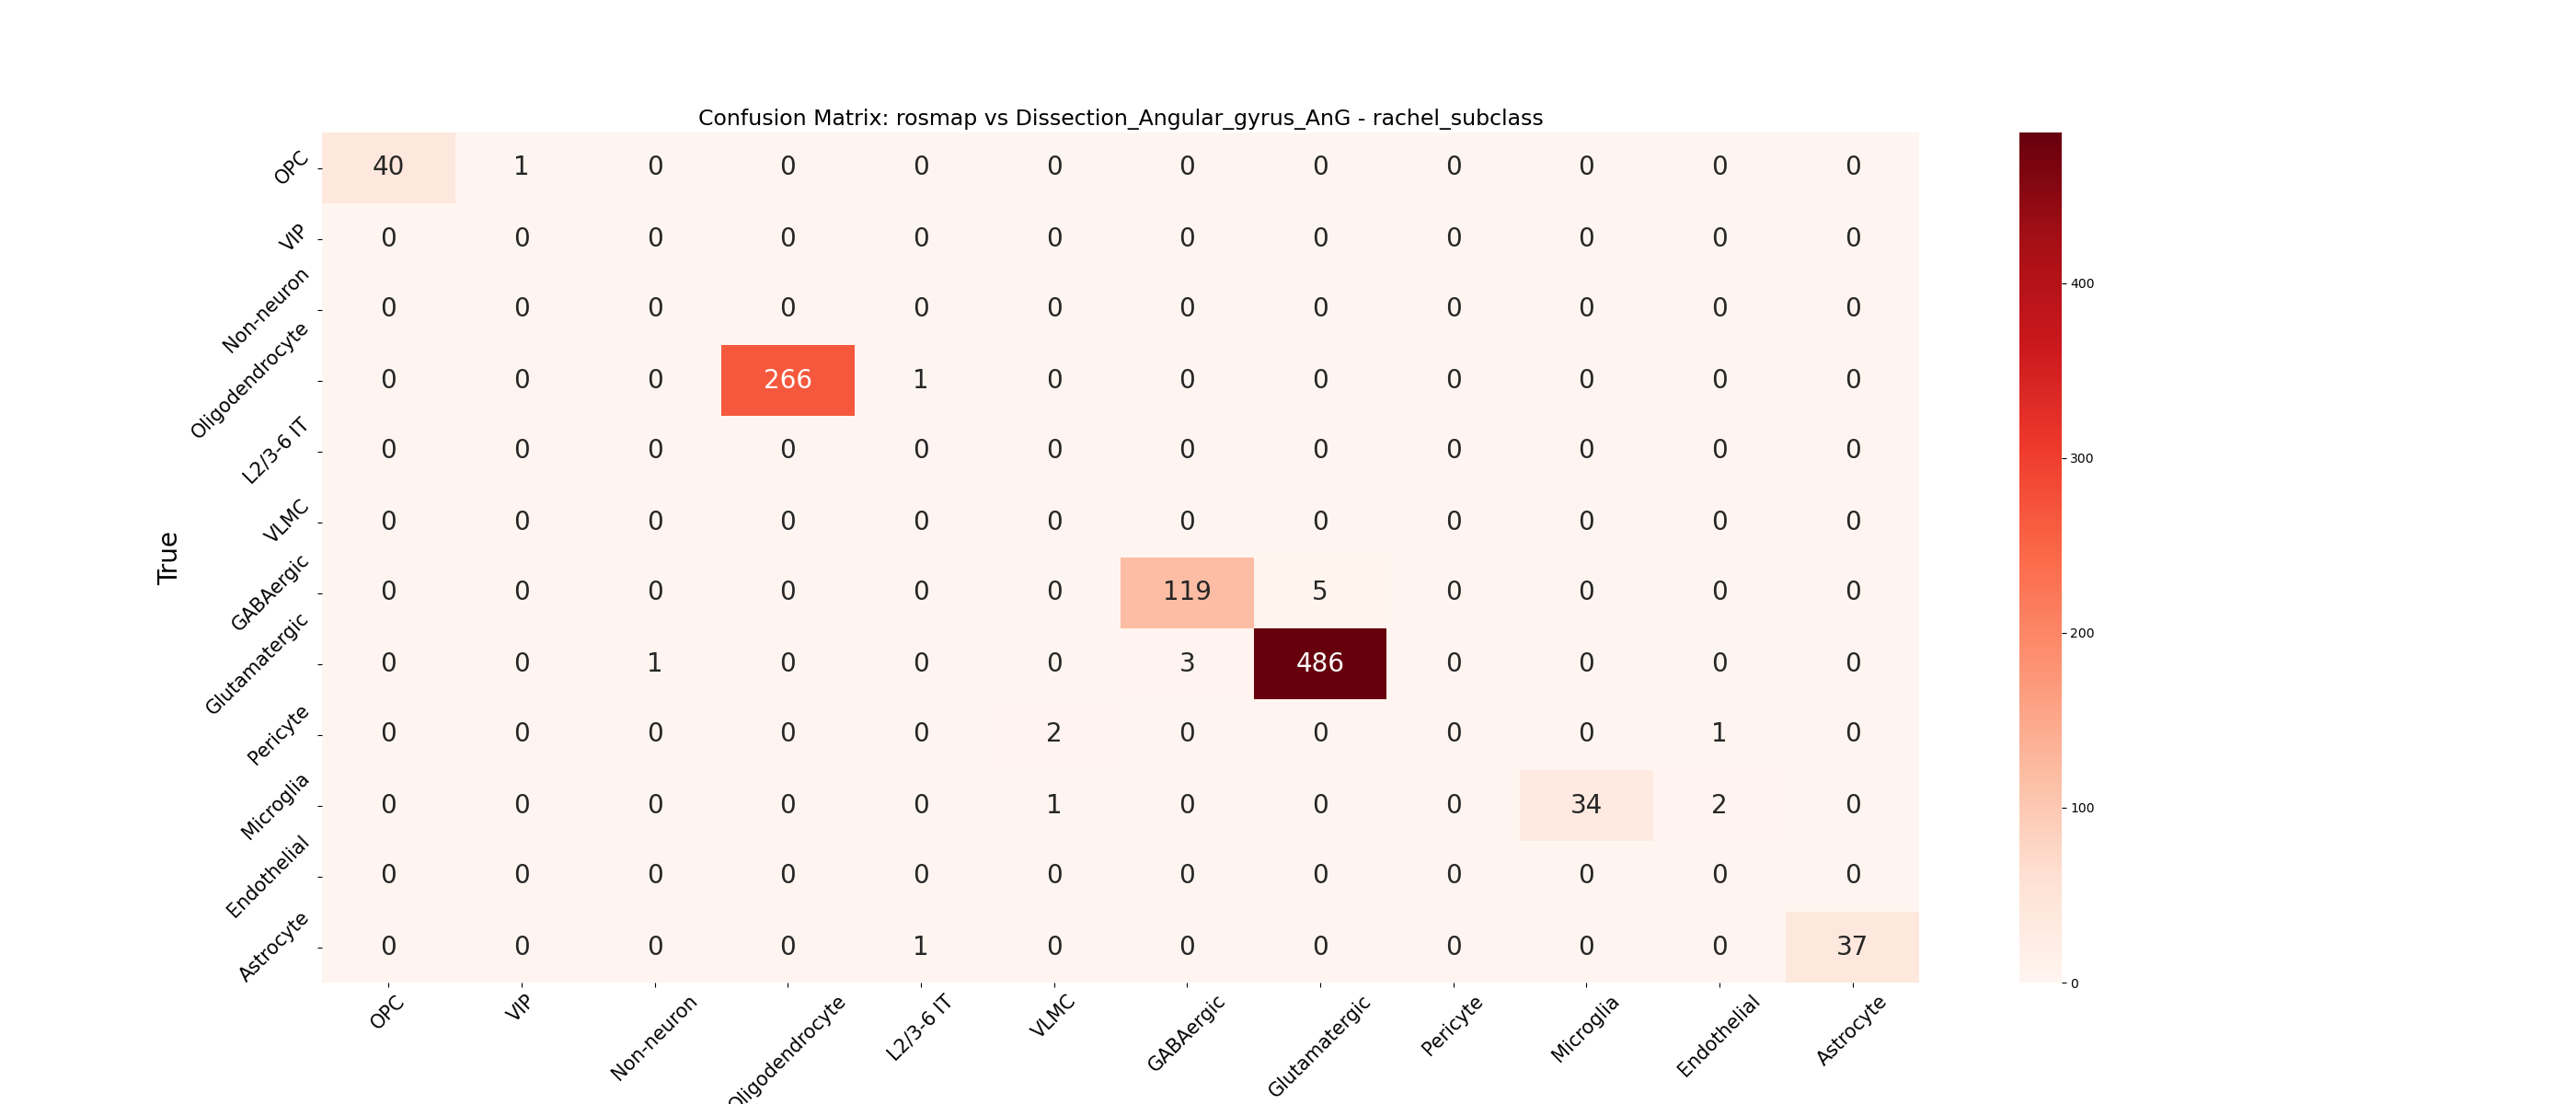 Confusion Matrix: rosmap vs Dissection_Angular_gyrus_AnG - rachel_subclass
True
OPC 40 1 0 0 0 0 0 0 0 0 0 0
VIP 0 0 0 0 0 0 0 0 0 0 0 0
Non-neuron 0 0 0 0 0 0 0 0 0 0 0 0
Oligodendrocyte 0 0 0 266 1 0 0 0 0 0 0 0
L2/3-6 IT 0 0 0 0 0 0 0 0 0 0 0 0
VLMC 0 0 0 0 0 0 0 0 0 0 0 0
GABAergic 0 0 0 0 0 0 119 5 0 0 0 0
Glutamatergic 0 0 1 0 0 0 3 486 0 0 0 0
Pericyte 0 0 0 0 0 2 0 0 0 0 1 0
Microglia 0 0 0 0 0 1 0 0 0 34 2 0
Endothelial 0 0 0 0 0 0 0 0 0 0 0 0
Astrocyte 0 0 0 0 1 0 0 0 0 0 0 37
OPC VIP Non-neuron Oligodendrocyte L2/3-6 IT VLMC GABAergic Glutamatergic Pericyte Microglia Endothelial Astrocyte
400
300
200
100
0